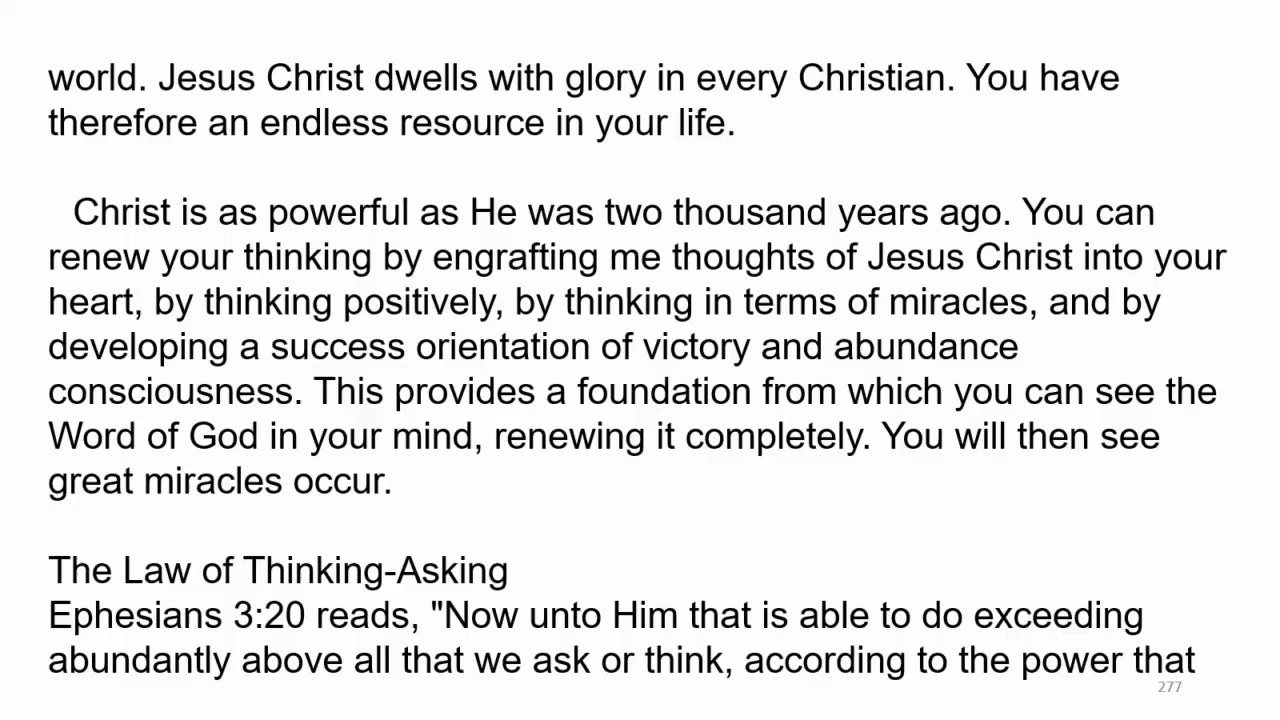 world. Jesus Christ dwells with glory in every Christian. You have
therefore an endless resource in your life.
Christ is as powerful as He was two thousand years ago. You can
renew your thinking by engrafting me thoughts of Jesus Christ into your
heart, by thinking positively, by thinking in terms of miracles, and by
developing a success orientation of victory and abundance
consciousness. This provides a foundation from which you can see the
Word of God in your mind, renewing it completely. You will then see
great miracles occur.
The Law of Thinking-Asking
Ephesians 3:20 reads, "Now unto Him that is able to do exceeding
abundantly above all that we ask or think, according to the power that
277